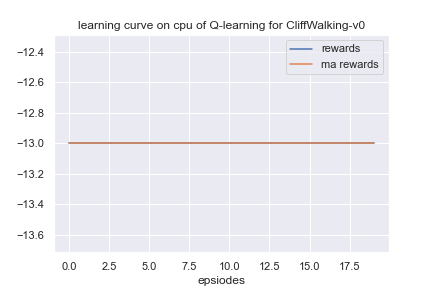 learning curve on cpu of Q-learning for CliffWalking-v0
rewards
ma rewards
−12.4
−12.6
−12.8
−13.0
−13.2
−13.4
−13.6
0.0 2.5 5.0 7.5 10.0 12.5 15.0 17.5
epsiodes